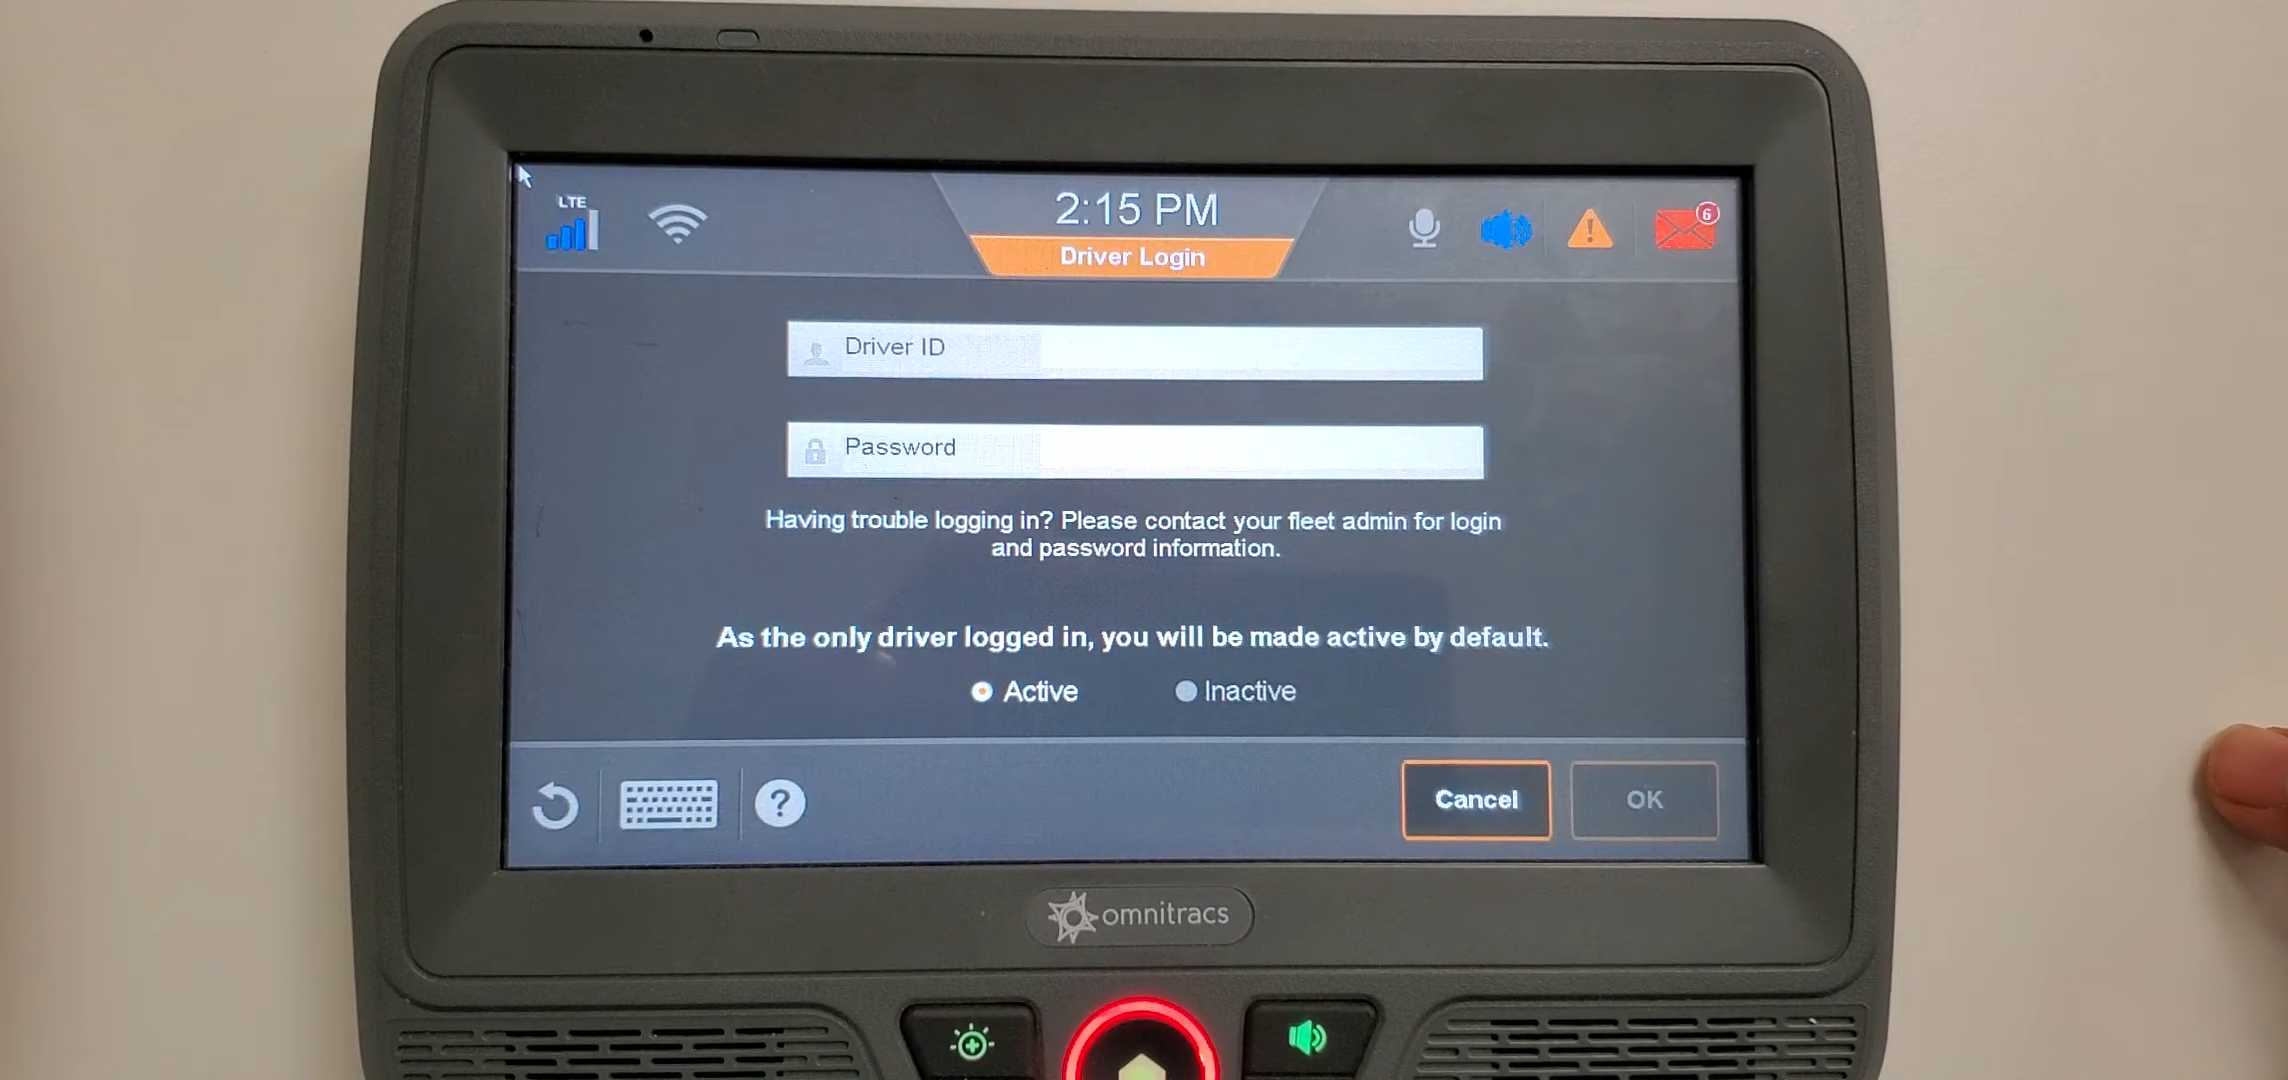 LTE
2:15 PM
6
Driver Login
Driver ID
Password
Having trouble logging in? Please contact your fleet admin for login
and password information.
As the only driver logged in, you will be made active by default.
Active
Inactive
?
Cancel
OK
omnitracs